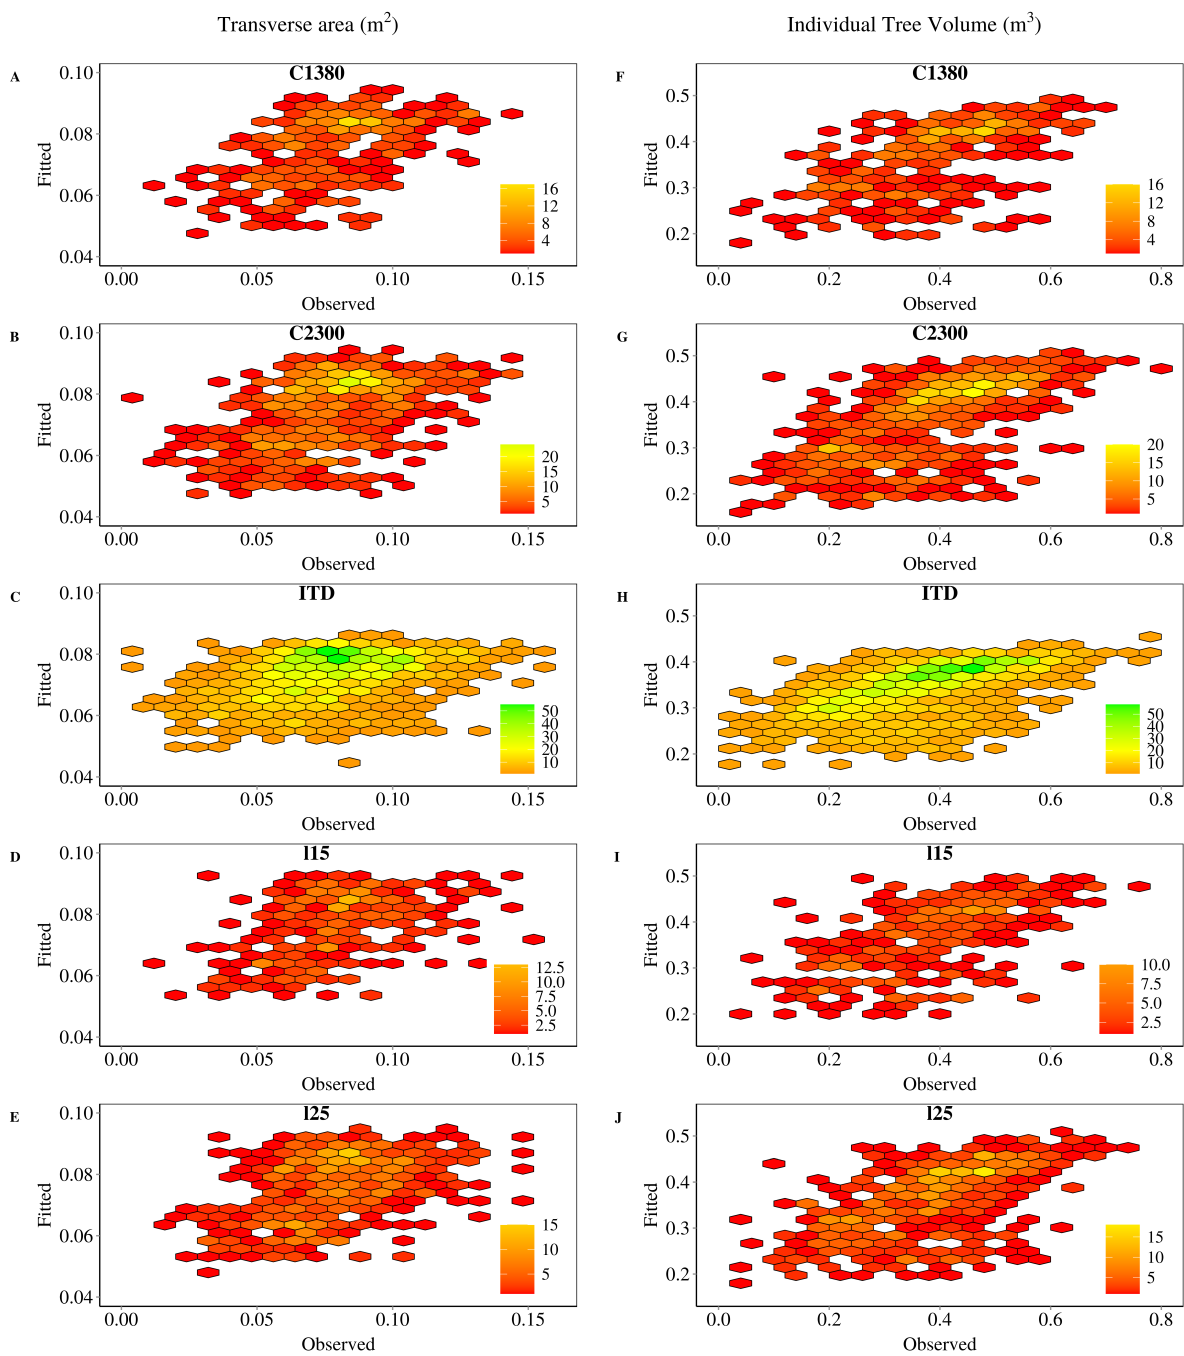 Transverse area (m²)
Individual Tree Volume (m³)
A
C1380
0.10
0.08
0.06
0.04
Fitted
16
12
8
4
0.00 0.05 0.10 0.15
Observed
F
C1380
0.5
0.4
0.3
0.2
Fitted
16
12
8
4
0.0 0.2 0.4 0.6 0.8
Observed
B
C2300
0.10
0.08
0.06
0.04
Fitted
20
15
10
5
0.00 0.05 0.10 0.15
Observed
G
C2300
0.5
0.4
0.3
0.2
Fitted
20
15
10
5
0.0 0.2 0.4 0.6 0.8
Observed
C
ITD
0.10
0.08
0.06
0.04
Fitted
50
40
30
20
10
0.00 0.05 0.10 0.15
Observed
H
ITD
0.5
0.4
0.3
0.2
Fitted
50
40
30
20
10
0.0 0.2 0.4 0.6 0.8
Observed
D
l15
0.10
0.08
0.06
0.04
Fitted
12.5
10.0
7.5
5.0
2.5
0.00 0.05 0.10 0.15
Observed
I
l15
0.5
0.4
0.3
0.2
Fitted
10.0
7.5
5.0
2.5
0.0 0.2 0.4 0.6 0.8
Observed
E
l25
0.10
0.08
0.06
0.04
Fitted
15
10
5
0.00 0.05 0.10 0.15
Observed
J
l25
0.5
0.4
0.3
0.2
Fitted
15
10
5
0.0 0.2 0.4 0.6 0.8
Observed